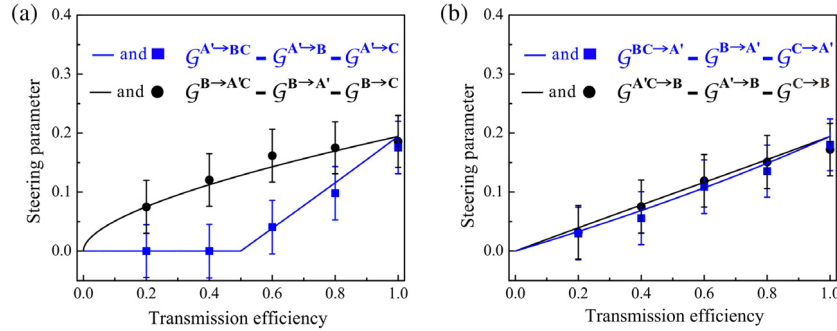 (a)
0.4
and 𝒢^{A'→BC} − 𝒢^{A'→B} − 𝒢^{A'→C}
0.3
and 𝒢^{B→A'C} − 𝒢^{B→A'} − 𝒢^{B→C}
0.2
0.1
0.0
Steering parameter
0.0 0.2 0.4 0.6 0.8 1.0
Transmission efficiency
(b)
0.4
and 𝒢^{BC→A'} − 𝒢^{B→A'} − 𝒢^{C→A'}
0.3
and 𝒢^{A'C→B} − 𝒢^{A'→B} − 𝒢^{C→B}
0.2
0.1
0.0
Steering parameter
0.0 0.2 0.4 0.6 0.8 1.0
Transmission efficiency